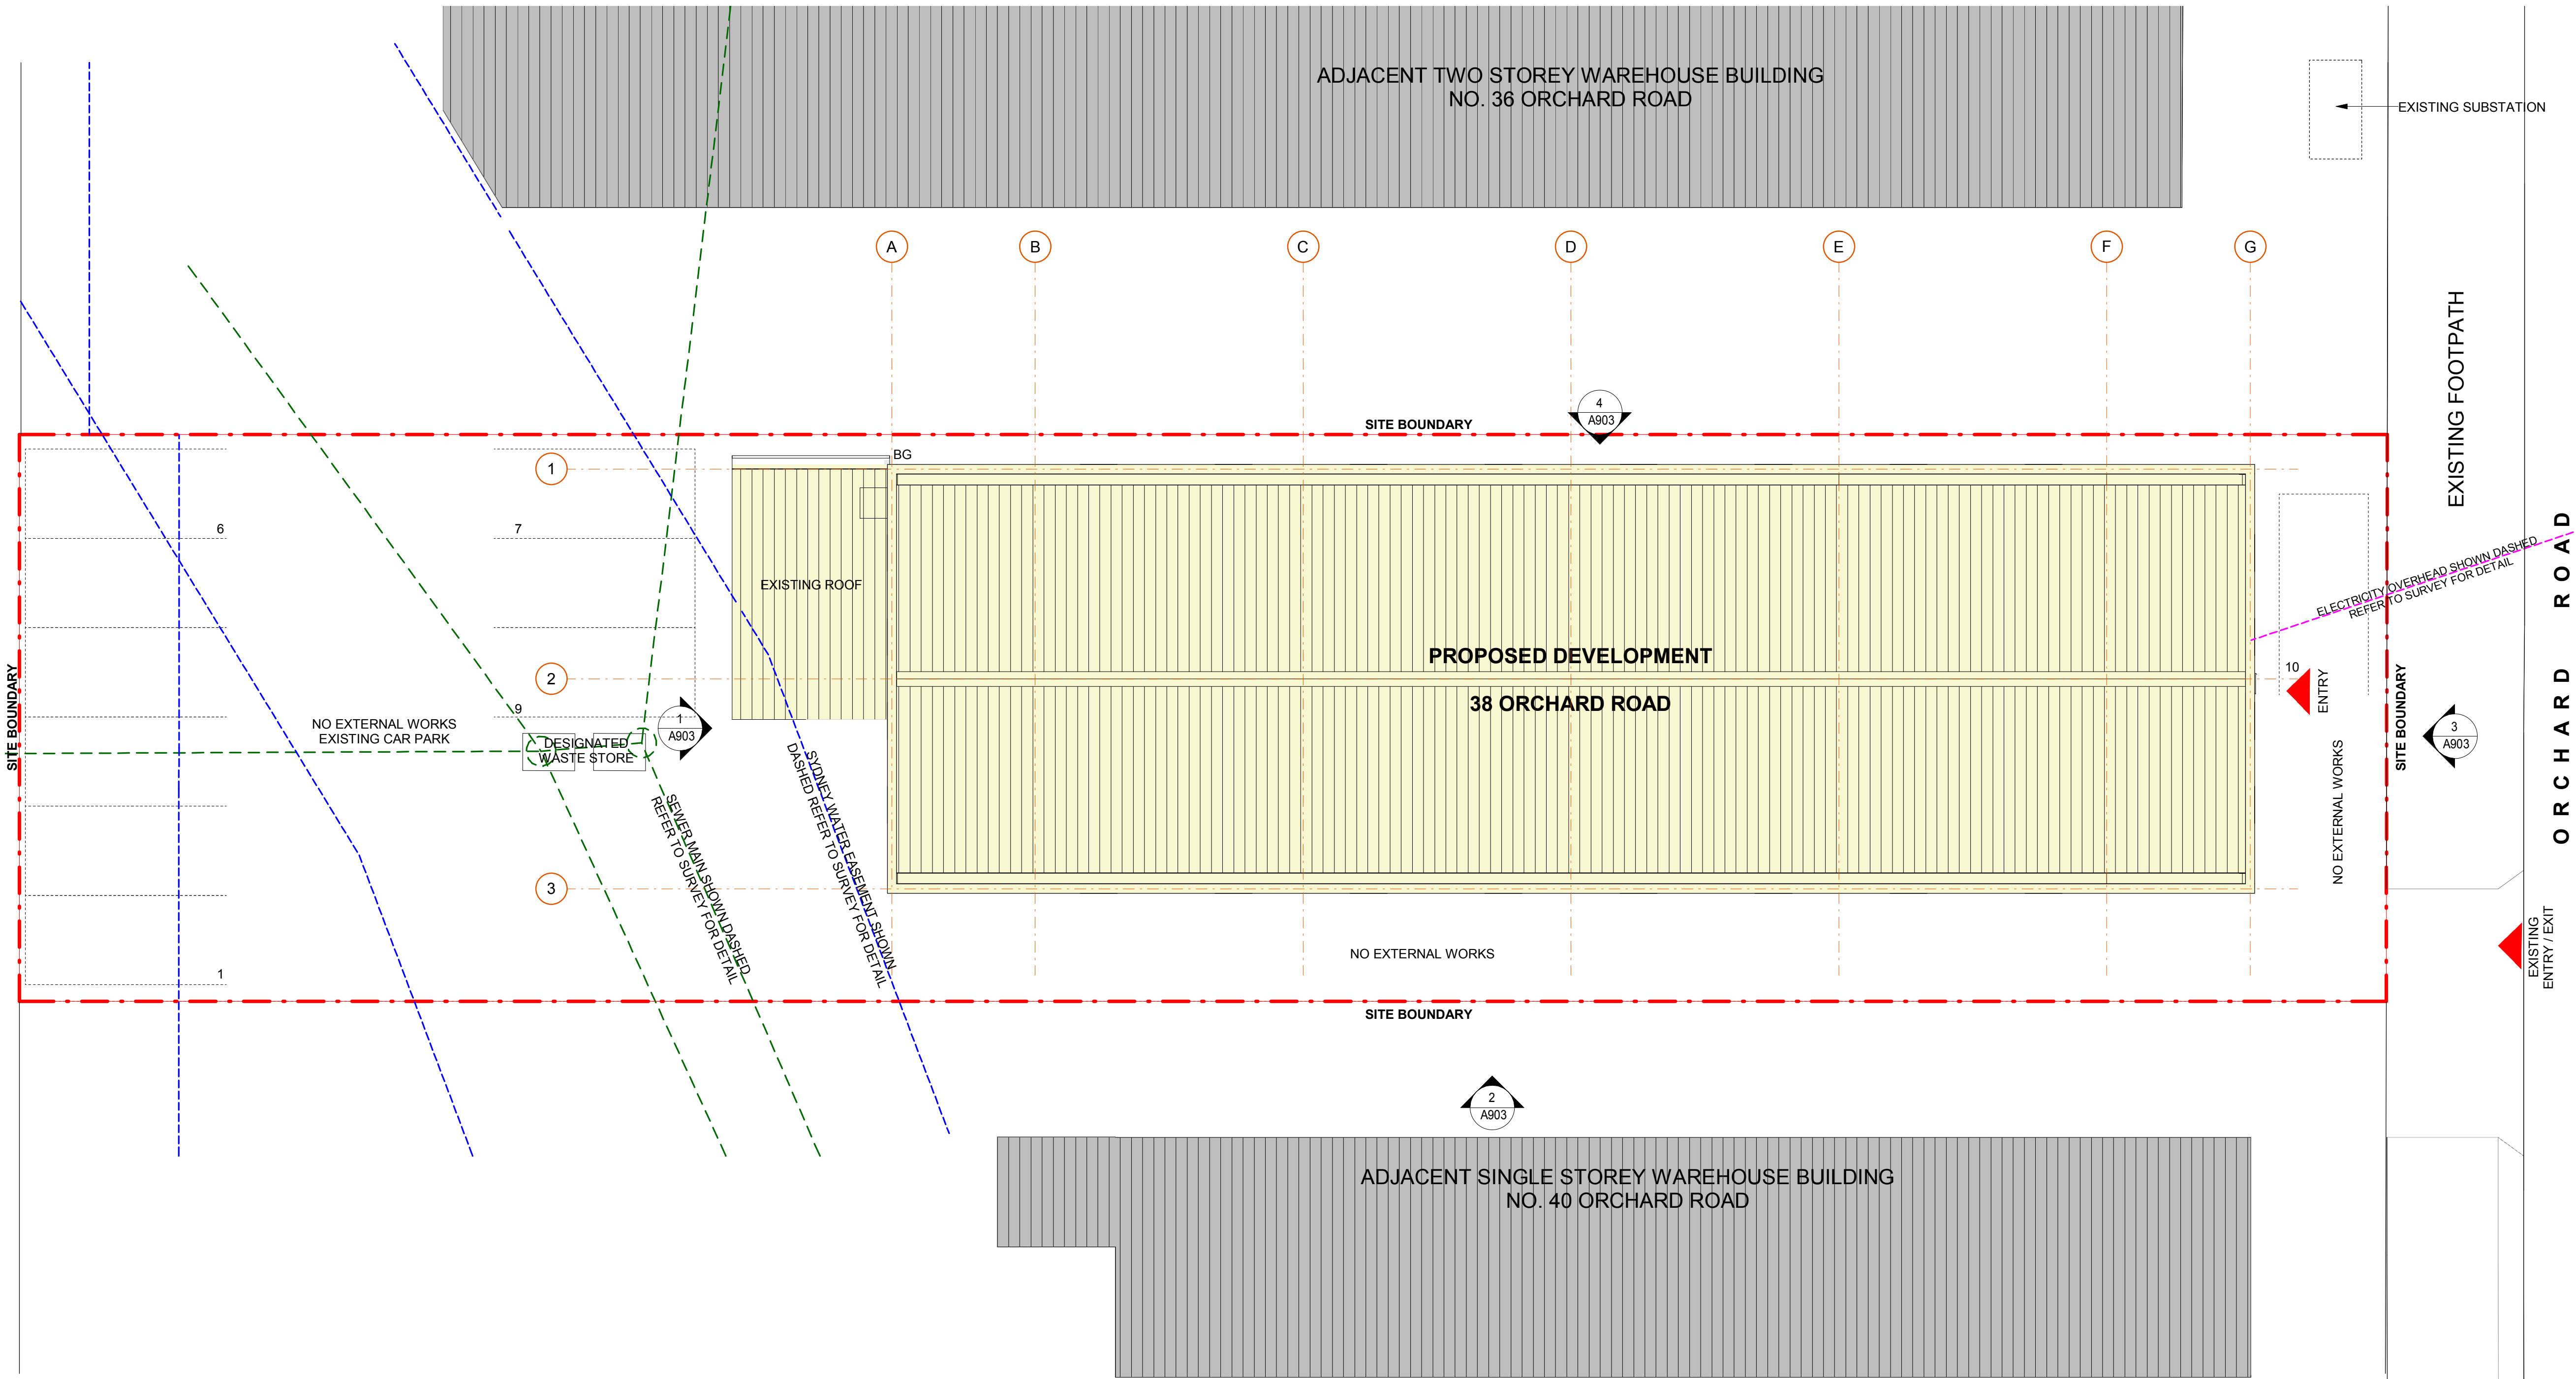 ADJACENT TWO STOREY WAREHOUSE BUILDING
NO. 36 ORCHARD ROAD
EXISTING SUBSTATION
A
B
C
D
E
F
G
EXISTING FOOTPATH
4
A903
SITE BOUNDARY
BG
1
6
7
EXISTING ROOF
ELECTRICITY OVERHEAD SHOWN DASHED
REFER TO SURVEY FOR DETAIL
ORCHARD ROAD
PROPOSED DEVELOPMENT
38 ORCHARD ROAD
2
10
ENTRY
SITE BOUNDARY
9
NO EXTERNAL WORKS
EXISTING CAR PARK
DESIGNATED
WASTE STORE
1
A903
SITE BOUNDARY
3
A903
NO EXTERNAL WORKS
SEWER MAIN SHOWN DASHED
REFER TO SURVEY FOR DETAIL
SYDNEY WATER EASEMENT SHOWN
DASHED REFER TO SURVEY FOR DETAIL
3
NO EXTERNAL WORKS
EXISTING
ENTRY / EXIT
1
SITE BOUNDARY
2
A903
ADJACENT SINGLE STOREY WAREHOUSE BUILDING
NO. 40 ORCHARD ROAD